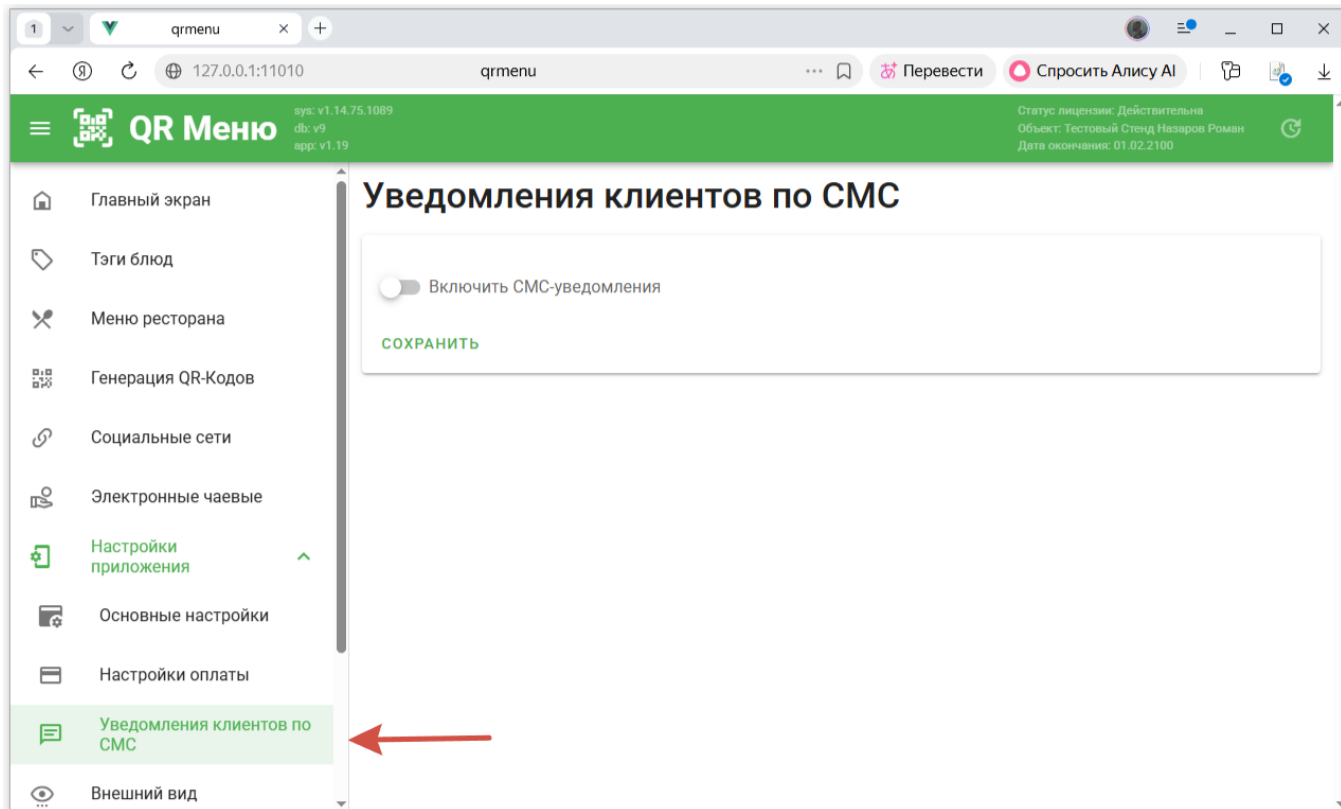 1
qrmenu
127.0.0.1:11010
qrmenu
Перевести
Спросить Алису AI
QR Меню
sys: v1.14.75.1089
db: v9
app: v1.19
Статус лицензии: Действительна
Объект: Тестовый Стенд Назаров Роман
Дата окончания: 01.02.2100
Главный экран
Тэги блюд
Меню ресторана
Генерация QR-Кодов
Социальные сети
Электронные чаевые
Настройки
приложения
Основные настройки
Настройки оплаты
Уведомления клиентов по
СМС
Внешний вид
Уведомления клиентов по СМС
Включить СМС-уведомления
СОХРАНИТЬ